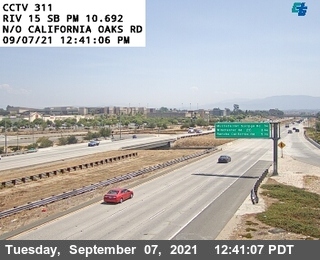 CCTV 311
RIV 15 SB PM 10.692
N/O CALIFORNIA OAKS RD
09/07/21 12:41:06 PM
Tuesday, September 07, 2021 12:41:07 PDT